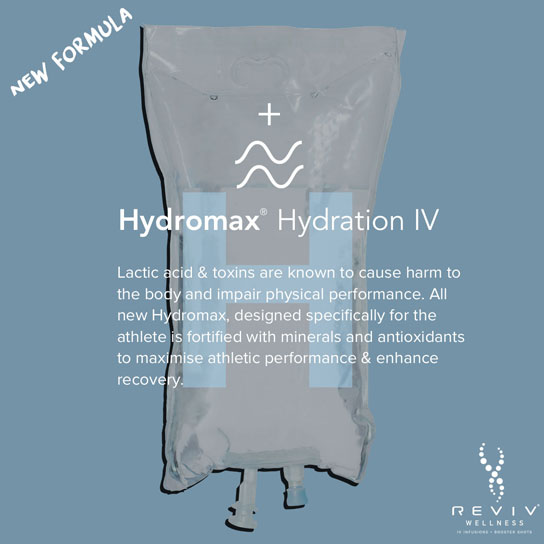 NEW FORMULA
+
Hydromax® Hydration IV
Lactic acid & toxins are known to cause harm to
the body and impair physical performance. All
new Hydromax, designed specifically for the
athlete is fortified with minerals and antioxidants
to maximise athletic performance & enhance
recovery.
REVIV®
WELLNESS
IV INFUSIONS + BOOSTER SHOTS